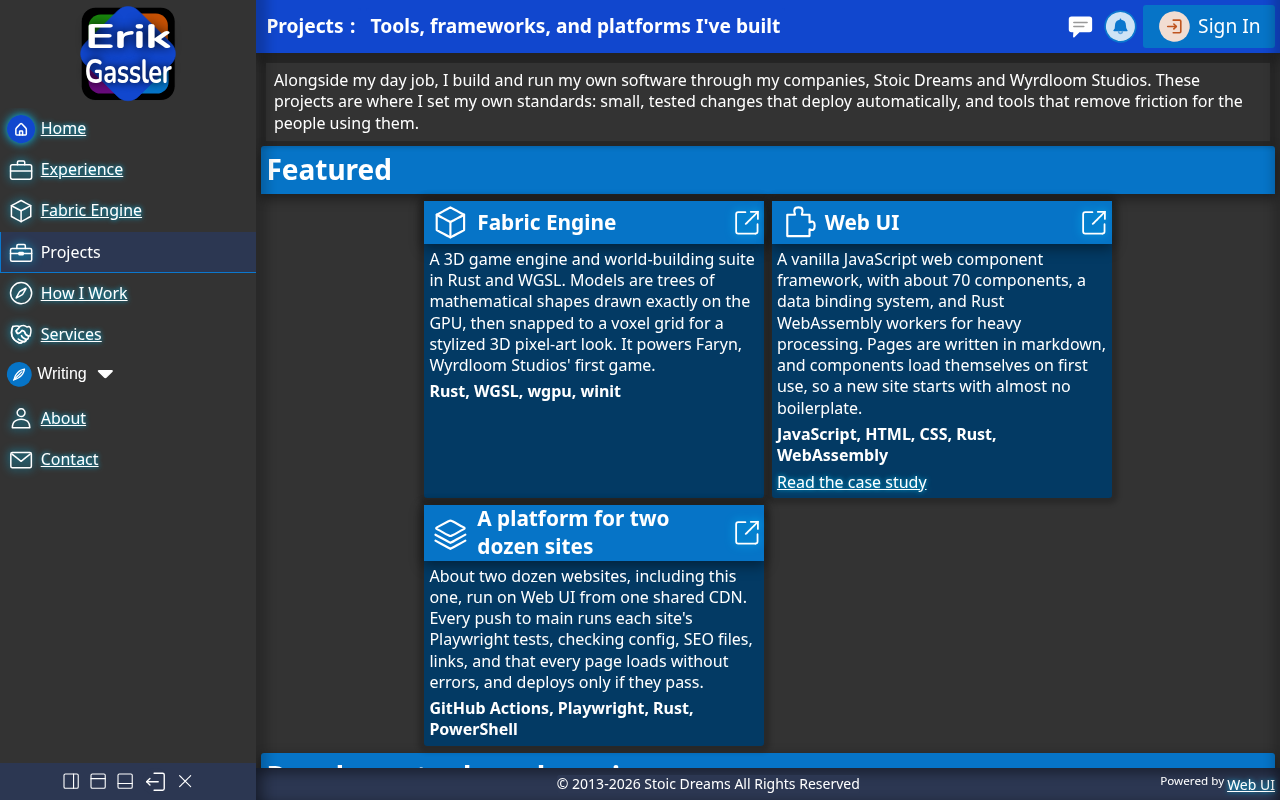 Erik
Gassler
Home
Experience
Fabric Engine
Projects
How I Work
Services
Writing
About
Contact
Projects : Tools, frameworks, and platforms I've built
Sign In
Alongside my day job, I build and run my own software through my companies, Stoic Dreams and Wyrdloom Studios. These
projects are where I set my own standards: small, tested changes that deploy automatically, and tools that remove friction for the
people using them.
Featured
Fabric Engine
A 3D game engine and world-building suite
in Rust and WGSL. Models are trees of
mathematical shapes drawn exactly on the
GPU, then snapped to a voxel grid for a
stylized 3D pixel-art look. It powers Faryn,
Wyrdloom Studios' first game.
Rust, WGSL, wgpu, winit
Web UI
A vanilla JavaScript web component
framework, with about 70 components, a
data binding system, and Rust
WebAssembly workers for heavy
processing. Pages are written in markdown,
and components load themselves on first
use, so a new site starts with almost no
boilerplate.
JavaScript, HTML, CSS, Rust,
WebAssembly
Read the case study
A platform for two
dozen sites
About two dozen websites, including this
one, run on Web UI from one shared CDN.
Every push to main runs each site's
Playwright tests, checking config, SEO files,
links, and that every page loads without
errors, and deploys only if they pass.
GitHub Actions, Playwright, Rust,
PowerShell
© 2013-2026 Stoic Dreams All Rights Reserved
Powered by Web UI